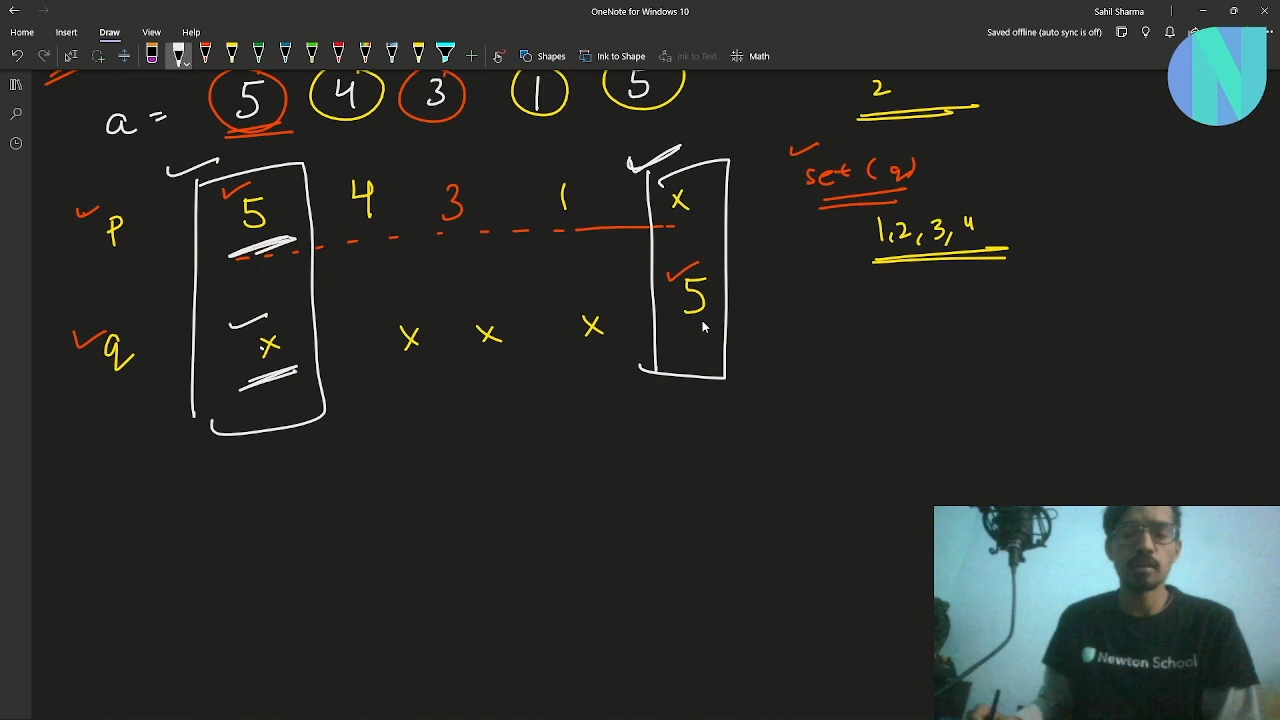 OneNote for Windows 10
Sahil Sharma
Home Insert Draw View Help
Saved offline (auto sync is off)
Shapes Ink to Shape Ink to Text Math
a = 5 4 3 1 5
2
set (q)
1,2,3,4
p 5 4 3 1 x
5
q x x x x
Newton School